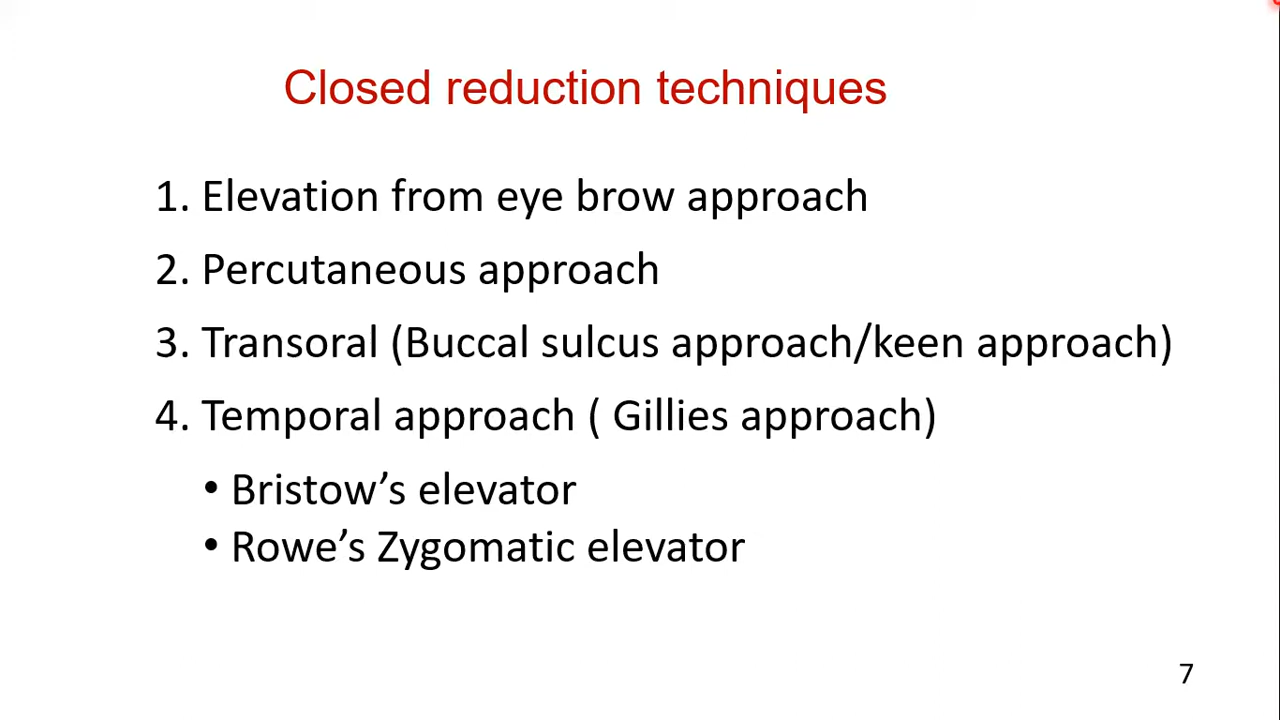 Closed reduction techniques
1. Elevation from eye brow approach
2. Percutaneous approach
3. Transoral (Buccal sulcus approach/keen approach)
4. Temporal approach ( Gillies approach)
• Bristow’s elevator
• Rowe’s Zygomatic elevator
7